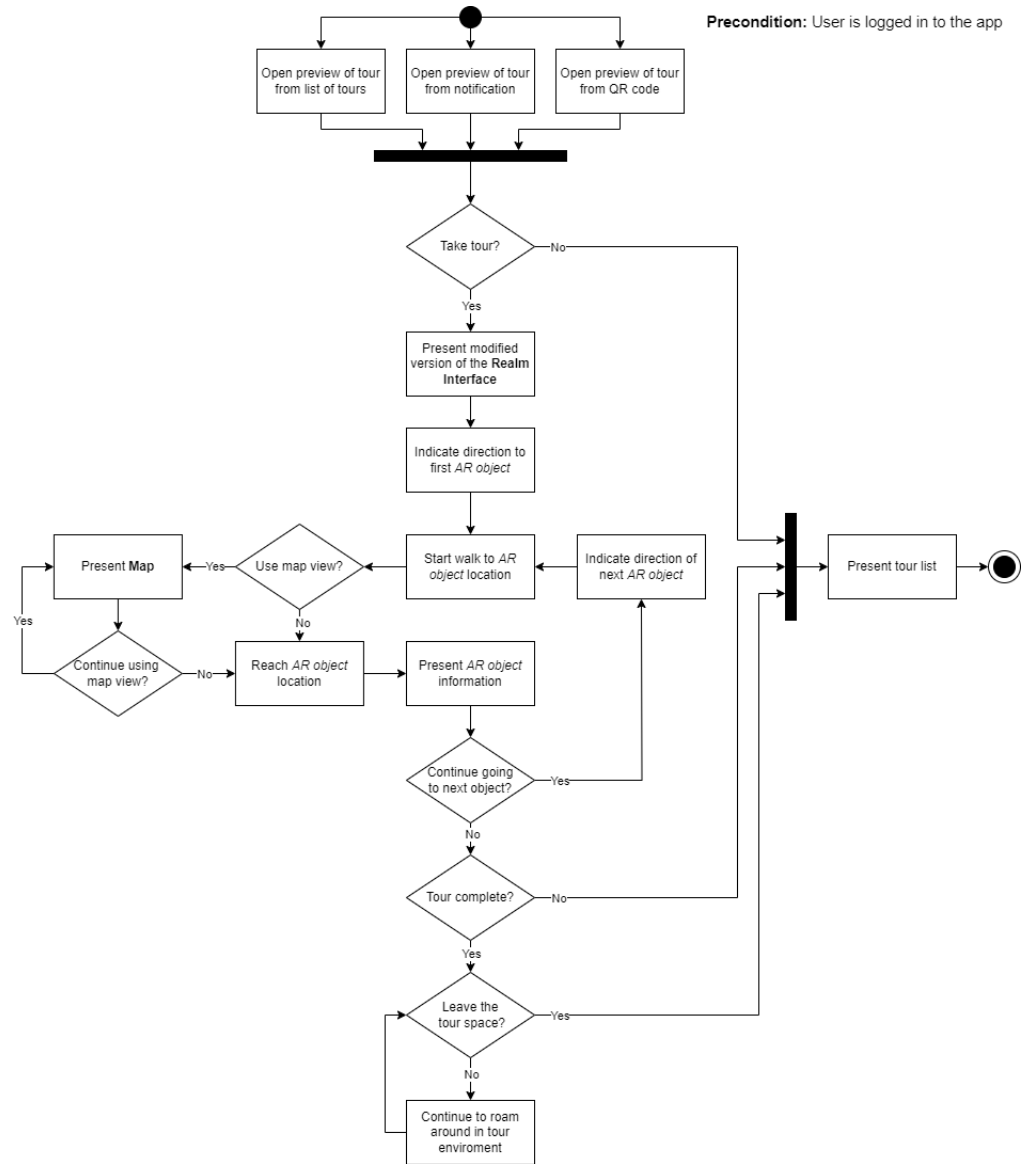 Precondition: User is logged in to the app
Open preview of tour
from list of tours
Open preview of tour
from notification
Open preview of tour
from QR code
Take tour?
No
Yes
Present modified
version of the Realm
Interface
Indicate direction to
first AR object
Present Map
Yes
Use map view?
Start walk to AR
object location
Indicate direction of
next AR object
Present tour list
Yes
No
Continue using
map view?
No
Reach AR object
location
Present AR object
information
Continue going
to next object?
Yes
No
Tour complete?
No
Yes
Leave the
tour space?
Yes
No
Continue to roam
around in tour
enviroment